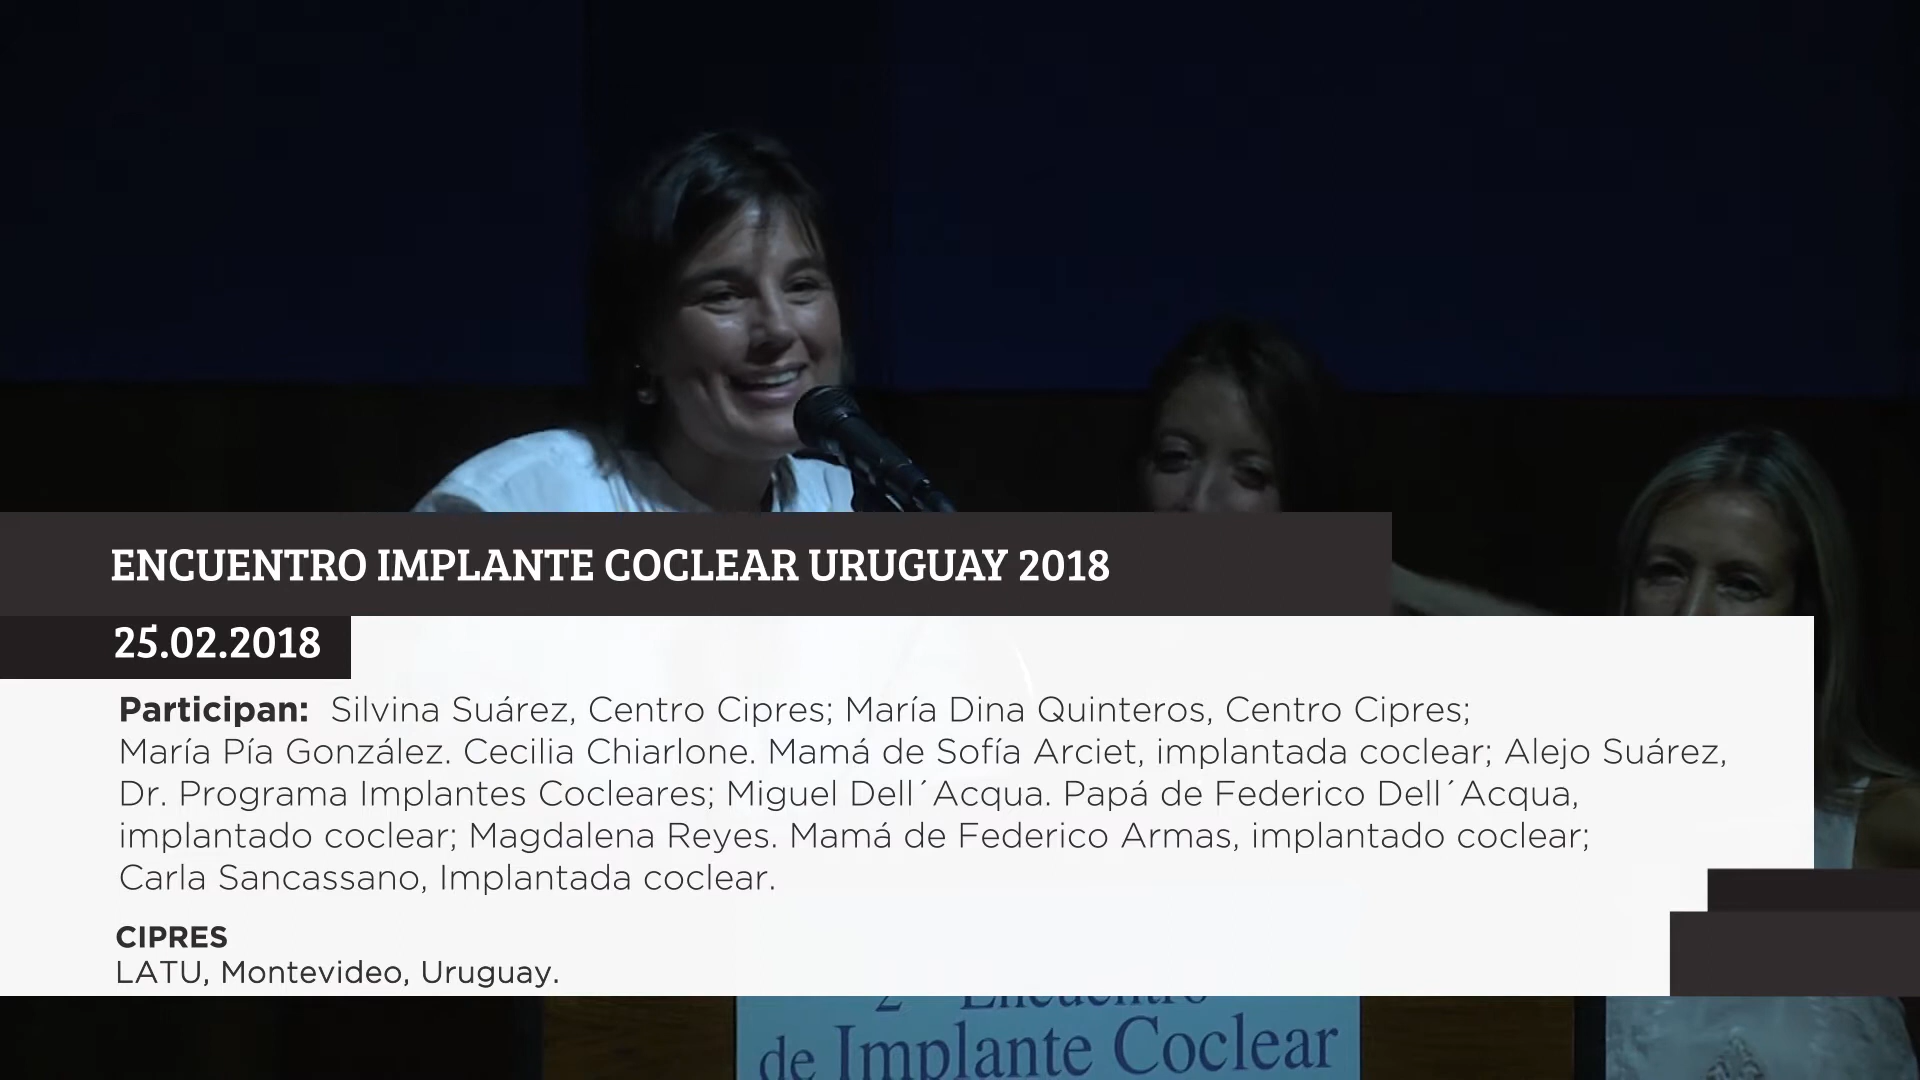 ENCUENTRO IMPLANTE COCLEAR URUGUAY 2018
25.02.2018
Participan: Silvina Suárez, Centro Cipres; María Dina Quinteros, Centro Cipres;
María Pía González. Cecilia Chiarlone. Mamá de Sofía Arciet, implantada coclear; Alejo Suárez,
Dr. Programa Implantes Cocleares; Miguel Dell´Acqua. Papá de Federico Dell´Acqua,
implantado coclear; Magdalena Reyes. Mamá de Federico Armas, implantado coclear;
Carla Sancassano, Implantada coclear.
CIPRES
LATU, Montevideo, Uruguay.
2 Encuentro
de Implante Coclear